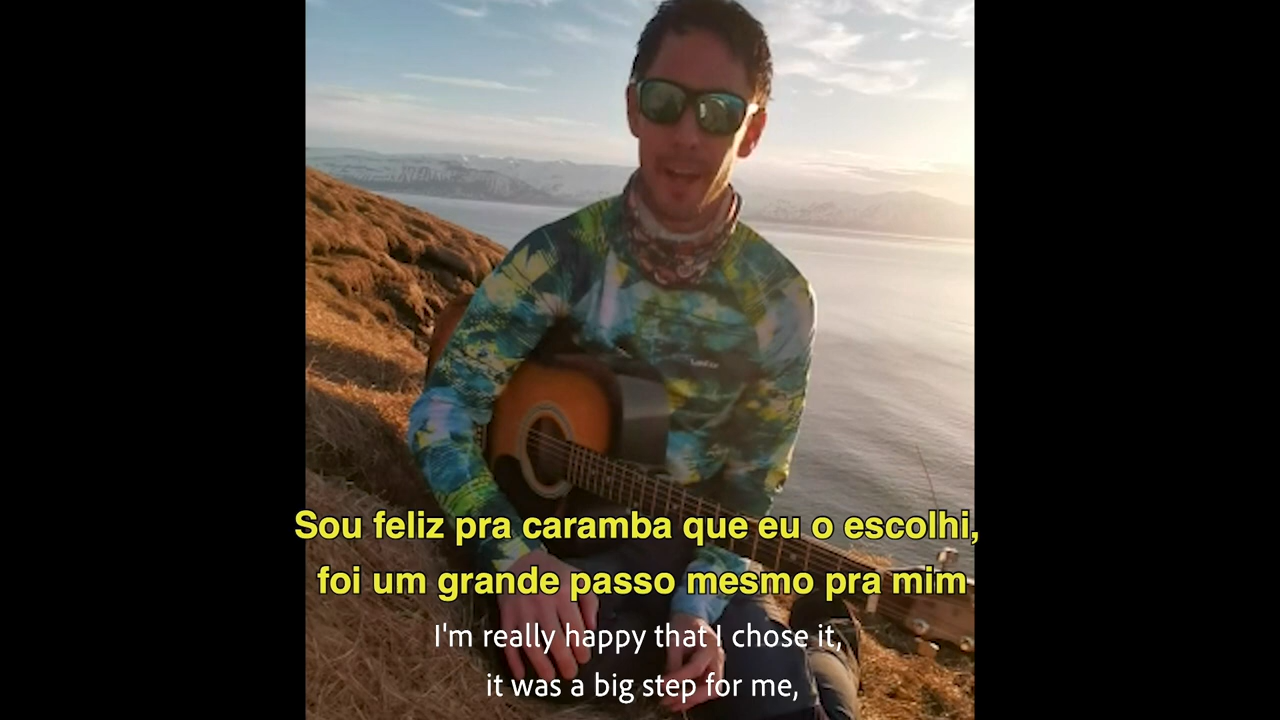 Sou feliz pra caramba que eu o escolhi,
foi um grande passo mesmo pra mim
I'm really happy that I chose it,
it was a big step for me,